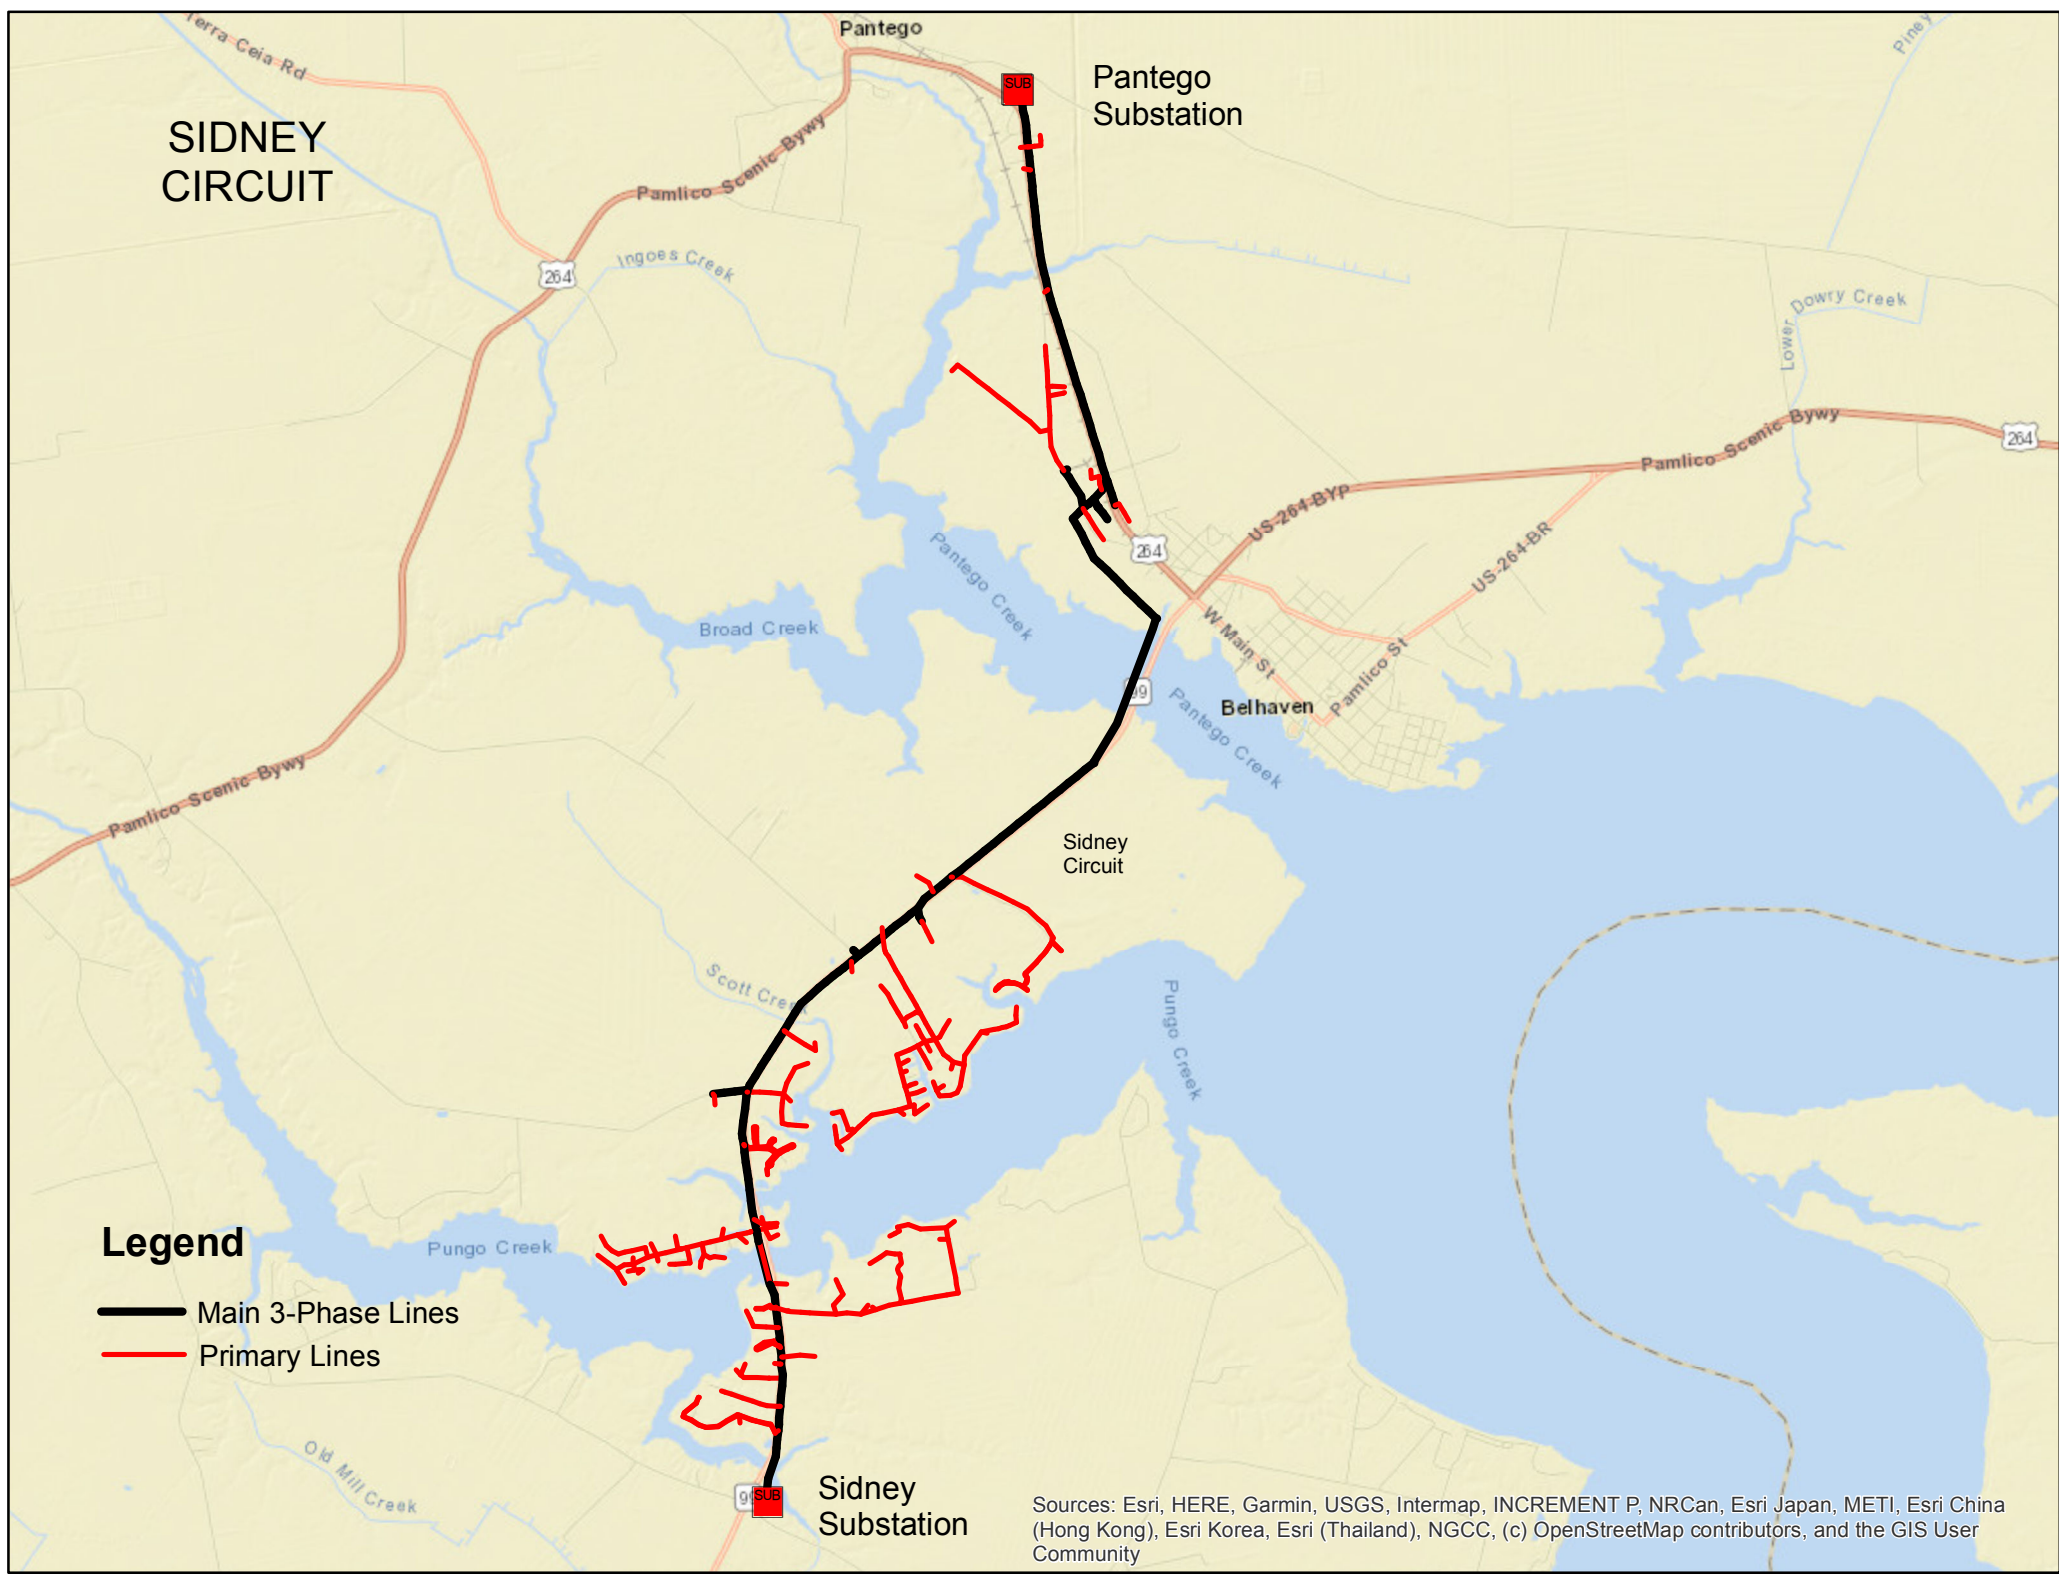 Terra Ceia Rd
Pantego
Piney
SUB
Pantego
Substation
SIDNEY
CIRCUIT
Pamlico Scenic Bywy
Ingoes Creek
264
Lower Dowry Creek
Pamlico Scenic Bywy
264
US-264-BYP
US-264-BR
264
Pantego Creek
Broad Creek
W Main St
Pamlico St
99
Pantego Creek
Belhaven
Pamlico Scenic Bywy
Sidney
Circuit
Scott Creek
Pungo Creek
Legend
Pungo Creek
Main 3-Phase Lines
Primary Lines
Old Mill Creek
99
SUB
Sidney
Substation
Sources: Esri, HERE, Garmin, USGS, Intermap, INCREMENT P, NRCan, Esri Japan, METI, Esri China
(Hong Kong), Esri Korea, Esri (Thailand), NGCC, (c) OpenStreetMap contributors, and the GIS User
Community